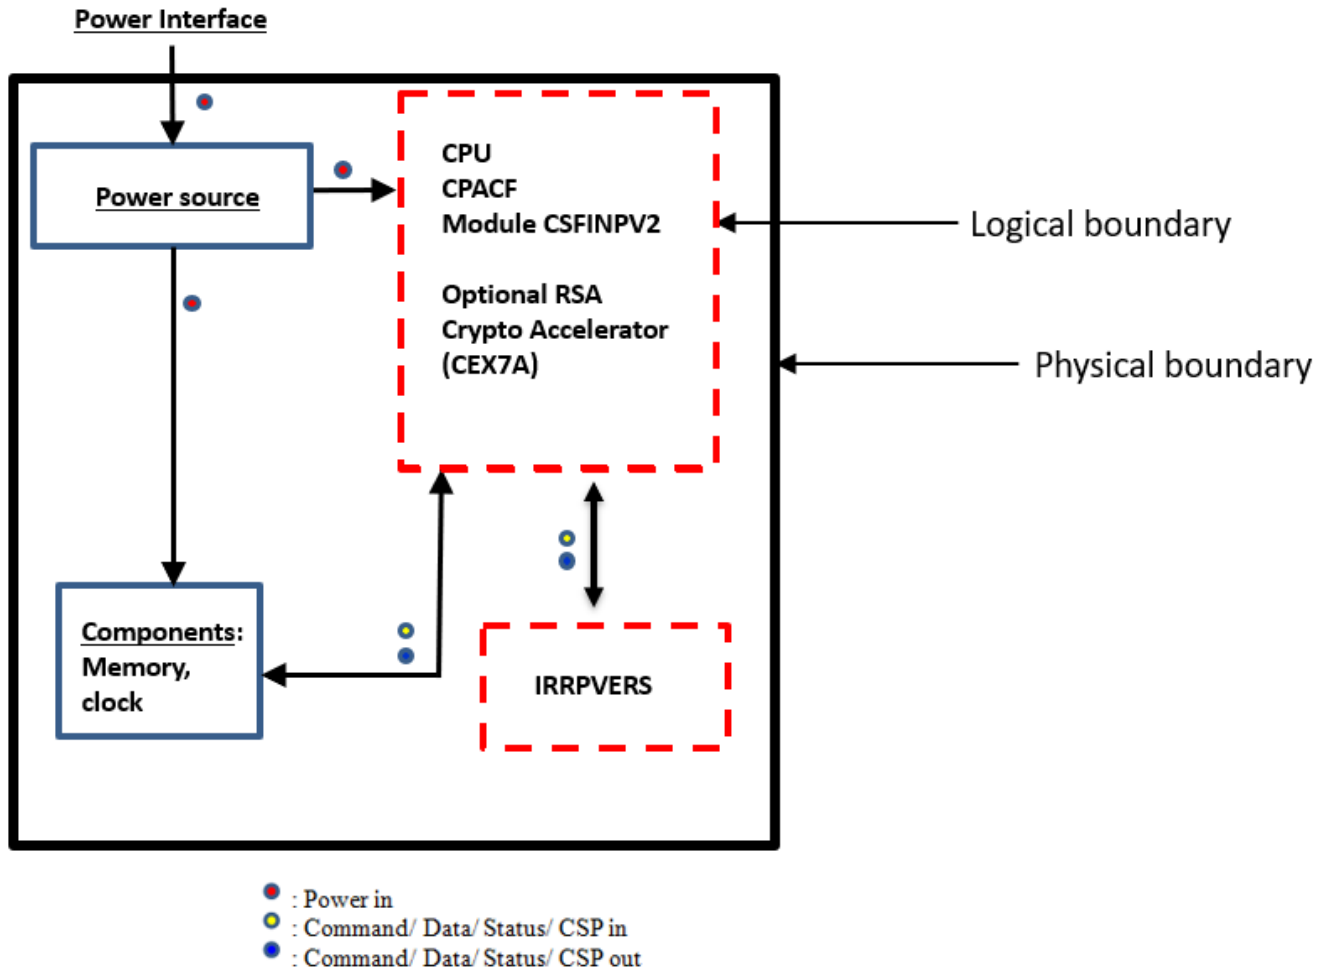 Power Interface
Power source
CPU
CPACF
Module CSFINPV2
Optional RSA
Crypto Accelerator
(CEX7A)
Logical boundary
Physical boundary
Components:
Memory,
clock
IRRPVERS
: Power in
: Command/ Data/ Status/ CSP in
: Command/ Data/ Status/ CSP out